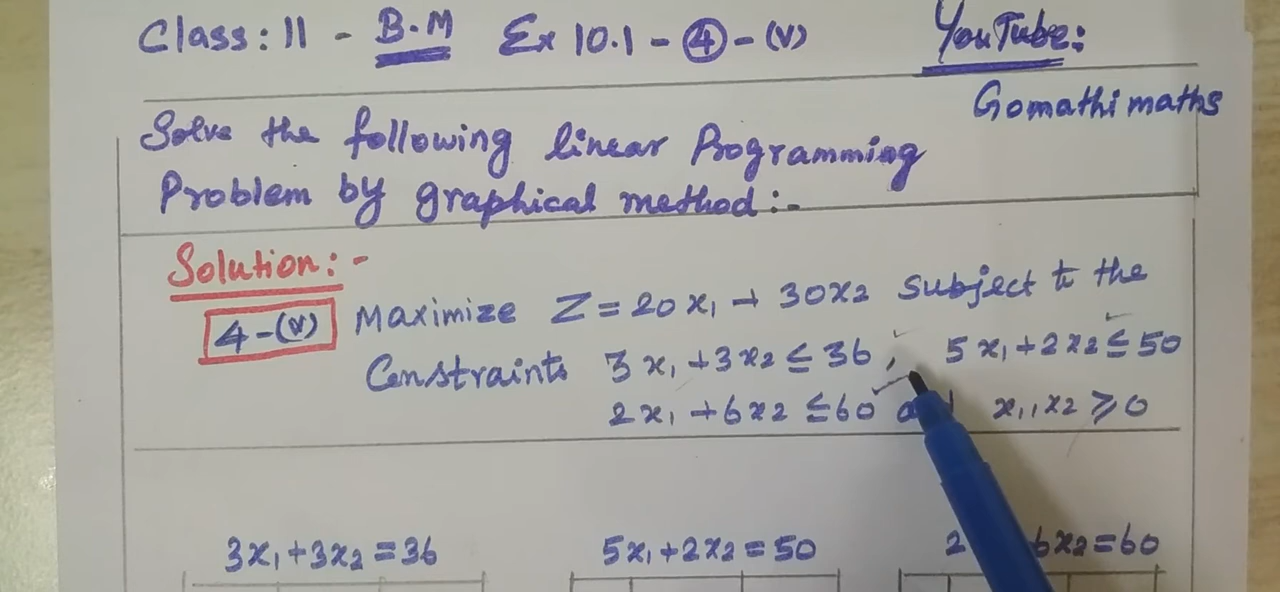 Class: 11 - B.M Ex 10.1 - ④ - (v)
YouTube:
Gomathi maths
Solve the following linear Programming
Problem by graphical method :-
Solution: -
4-(v) Maximize Z = 20x₁ + 30x₂ subject to the
Constraints 3x₁ + 3x₂ ≤ 36, 5x₁ + 2x₂ ≤ 50
2x₁ + 6x₂ ≤ 60 x₁, x₂ ≥ 0
3x₁ + 3x₂ = 36
5x₁ + 2x₂ = 50
2 6x₂ = 60